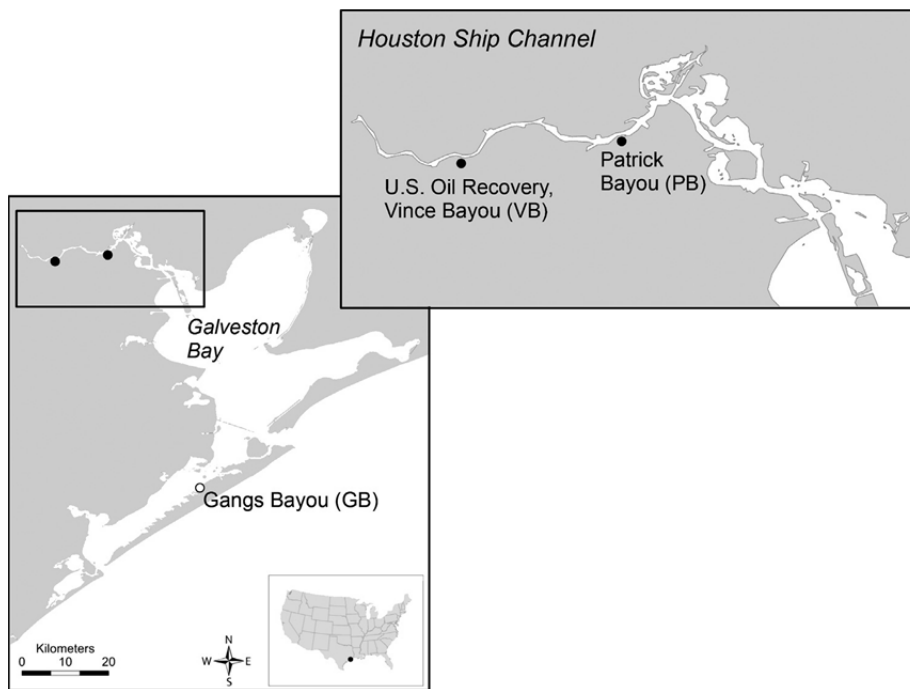 Houston Ship Channel
Patrick
Bayou (PB)
U.S. Oil Recovery,
Vince Bayou (VB)
Galveston
Bay
Gangs Bayou (GB)
Kilometers
0 10 20
N
W E
S